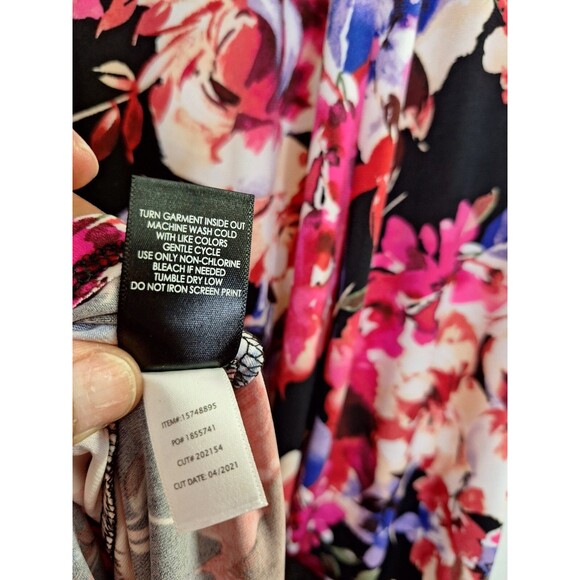 TURN GARMENT INSIDE OUT
MACHINE WASH COLD
WITH LIKE COLORS
GENTLE CYCLE
USE ONLY NON-CHLORINE
BLEACH IF NEEDED
TUMBLE DRY LOW
DO NOT IRON SCREEN PRINT
ITEM#: 15748895
PO# 1855741
CUT# 202154
CUT DATE: 04/2021